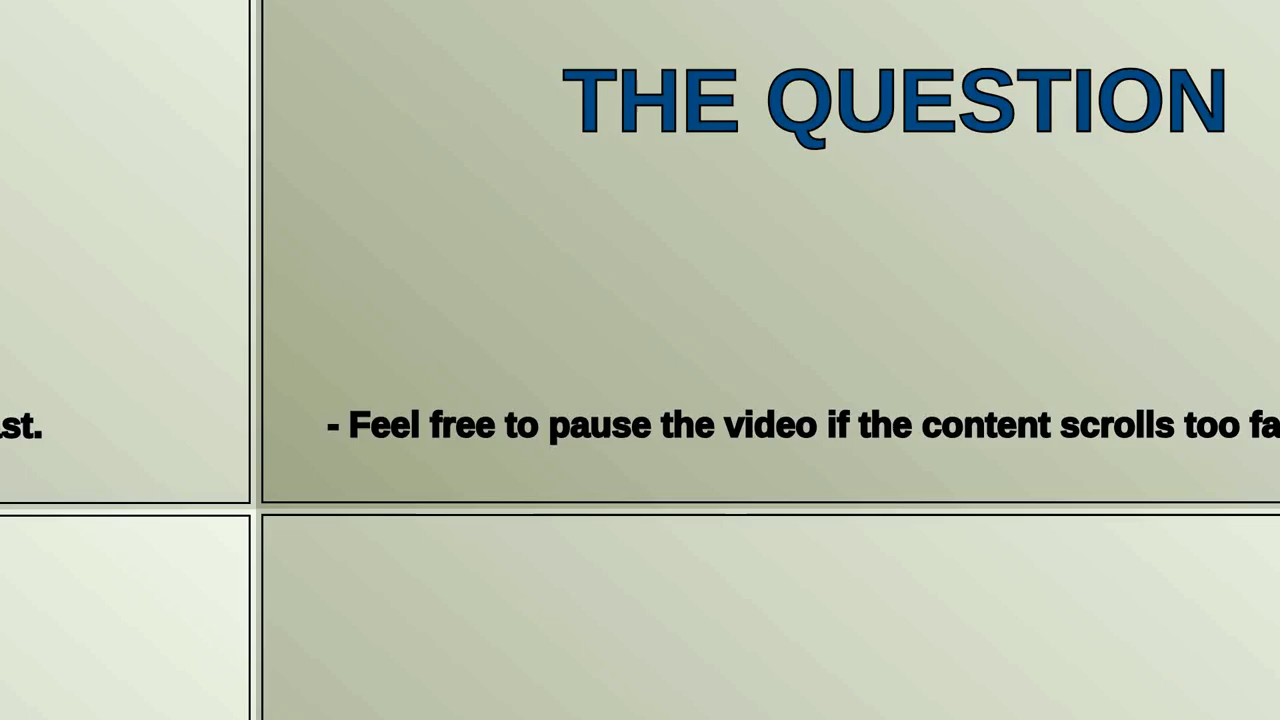 THE QUESTION
st.
- Feel free to pause the video if the content scrolls too fa